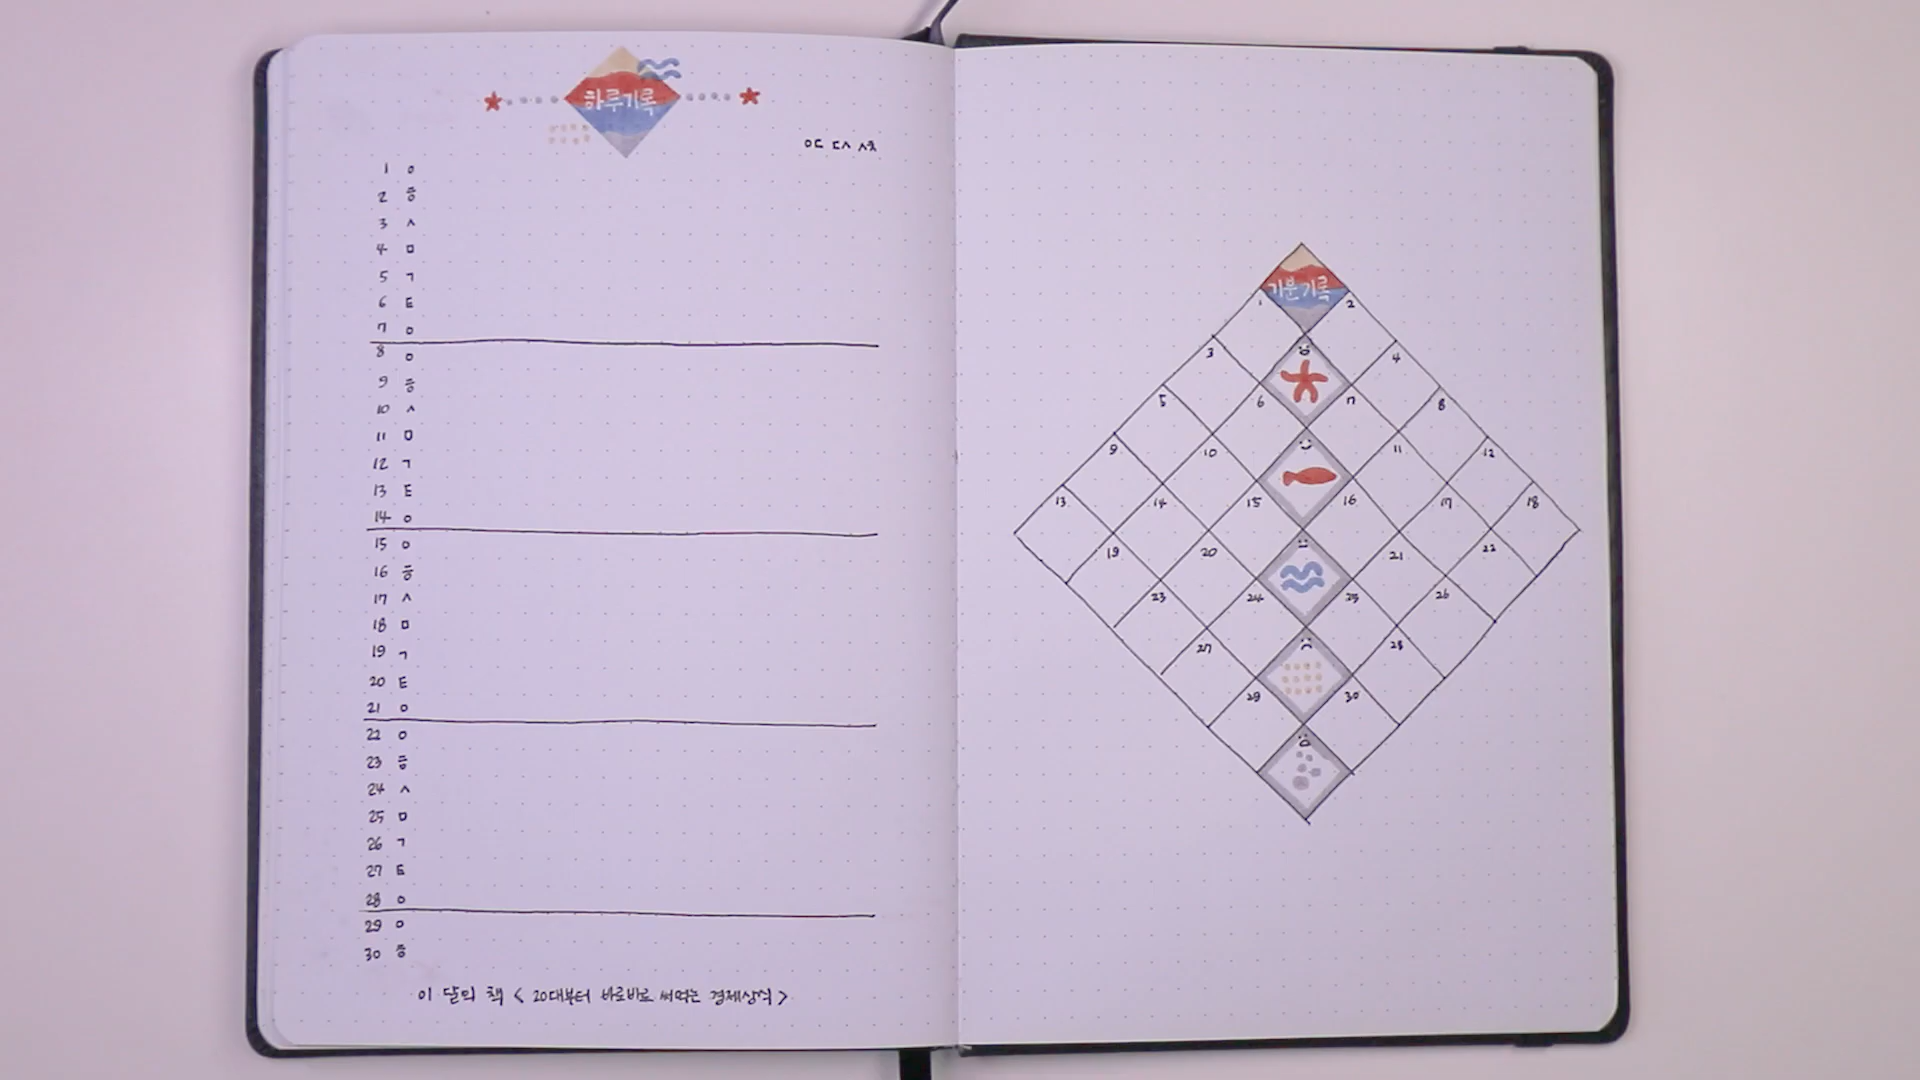 하루기록
ㅇㄷ ㄷㅅ ㅅㅊ
1 ㅇ
2 ㅎ
3 ㅅ
4 ㅁ
5 ㄱ
6 ㅌ
7 ㅇ
8 ㅇ
9 ㅎ
10 ㅅ
11 ㅁ
12 ㄱ
13 ㅌ
14 ㅇ
15 ㅇ
16 ㅎ
17 ㅅ
18 ㅁ
19 ㄱ
20 ㅌ
21 ㅇ
22 ㅇ
23 ㅎ
24 ㅅ
25 ㅁ
26 ㄱ
27 ㅌ
28 ㅇ
29 ㅇ
30 ㅎ
이 달의 책 < 20대부터 바로바로 써먹는 경제상식 >
기분기록
1 2
3 4
5 6 7 8
9 10 11 12
13 14 15 16 17 18
19 20 21 22
23 24 25 26
27 28
29 30